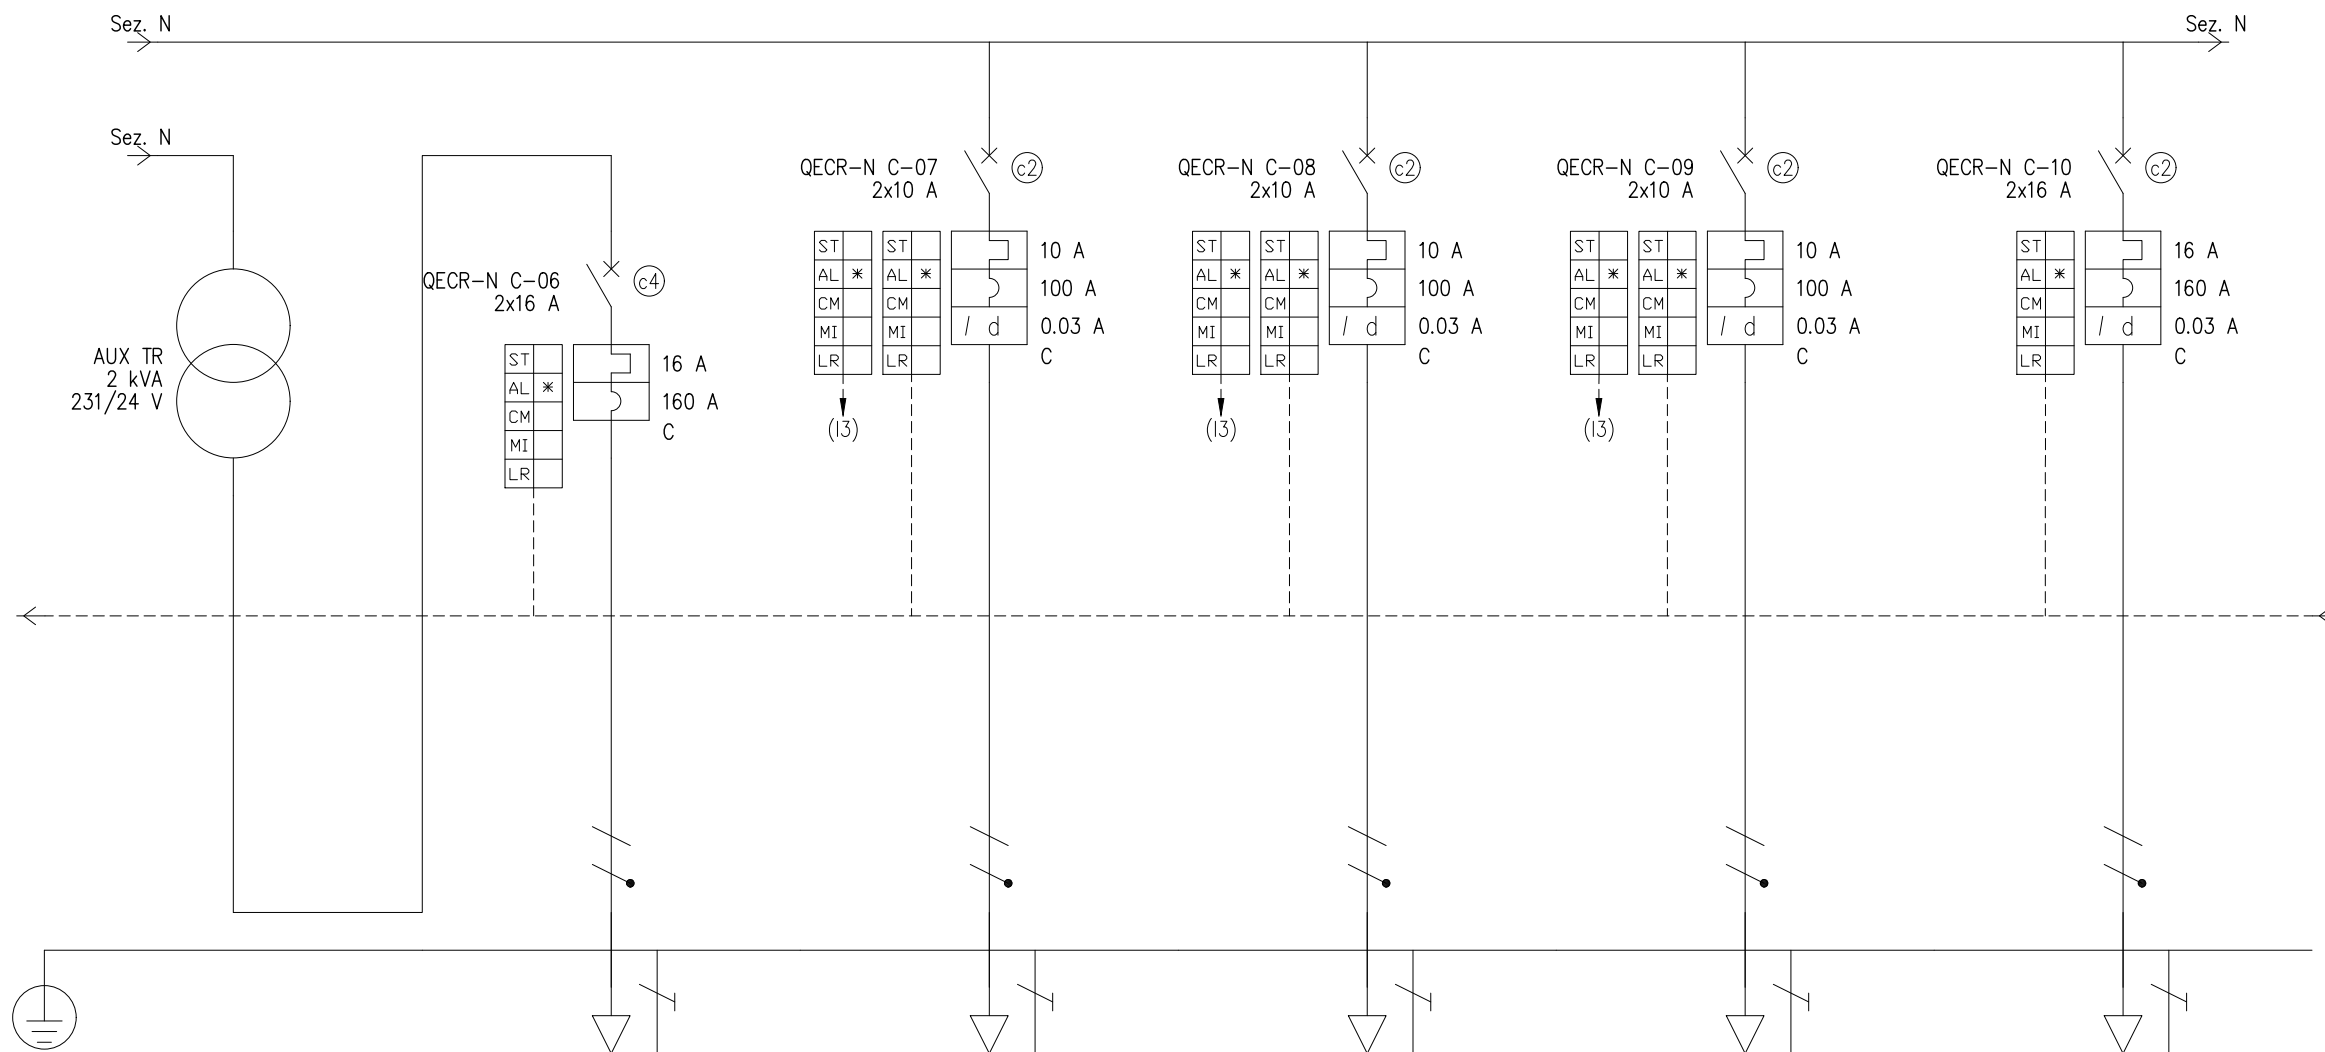 Sez. N
Sez. N
Sez. N
AUX TR
2 kVA
231/24 V
QECR-N C-06
2x16 A
c4
ST
AL *
CM
MI
LR
16 A
160 A
C
QECR-N C-07
2x10 A
c2
ST
AL *
CM
MI
LR
(I3)
ST
AL *
CM
MI
LR
10 A
100 A
I d
0.03 A
C
QECR-N C-08
2x10 A
c2
ST
AL *
CM
MI
LR
(I3)
ST
AL *
CM
MI
LR
10 A
100 A
I d
0.03 A
C
QECR-N C-09
2x10 A
c2
ST
AL *
CM
MI
LR
(I3)
ST
AL *
CM
MI
LR
10 A
100 A
I d
0.03 A
C
QECR-N C-10
2x16 A
c2
ST
AL *
CM
MI
LR
16 A
160 A
I d
0.03 A
C